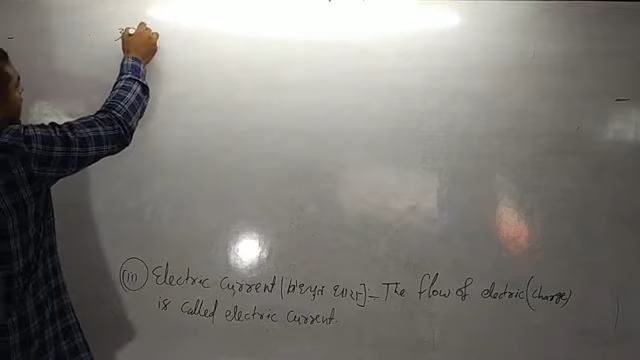 (III) Electric current [विद्युत धारा]:- The flow of electric (charge)
is called electric current.